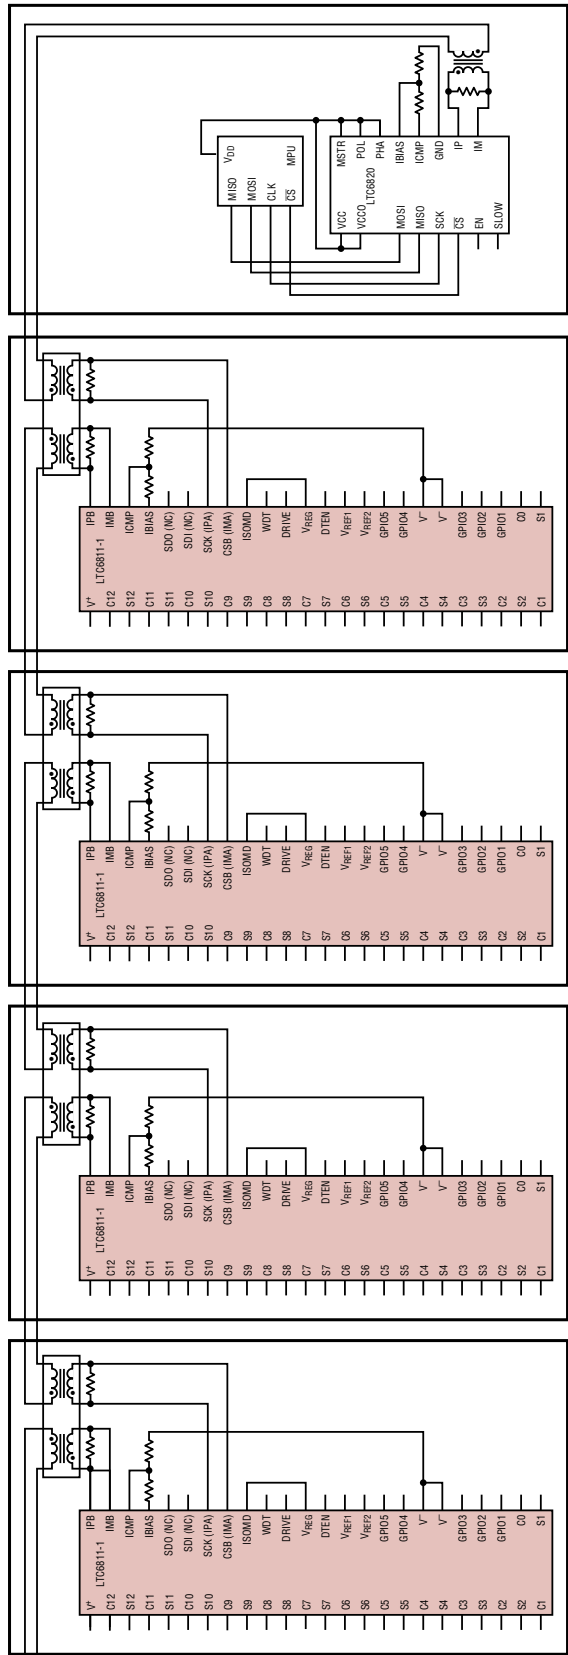 VDD MPU
MISO MOSI CLK C̅S̅
MSTR POL PHA IBIAS ICMP GND IP IM
LTC6820
VCC VCCO MOSI MISO SCK C̅S̅ EN SLOW
IPB IMB ICMP IBIAS SDO (NC) SDI (NC) SCK (IPA) CSB (IMA) ISOMD WDT DRIVE VREG DTEN VREF1 VREF2 GPIO5 GPIO4 V⁻ V⁻ GPIO3 GPIO2 GPIO1 C0 S1
LTC6811-1
V⁺ C12 S12 C11 S11 C10 S10 C9 S9 C8 S8 C7 S7 C6 S6 C5 S5 C4 S4 C3 S3 C2 S2 C1
IPB IMB ICMP IBIAS SDO (NC) SDI (NC) SCK (IPA) CSB (IMA) ISOMD WDT DRIVE VREG DTEN VREF1 VREF2 GPIO5 GPIO4 V⁻ V⁻ GPIO3 GPIO2 GPIO1 C0 S1
LTC6811-1
V⁺ C12 S12 C11 S11 C10 S10 C9 S9 C8 S8 C7 S7 C6 S6 C5 S5 C4 S4 C3 S3 C2 S2 C1
IPB IMB ICMP IBIAS SDO (NC) SDI (NC) SCK (IPA) CSB (IMA) ISOMD WDT DRIVE VREG DTEN VREF1 VREF2 GPIO5 GPIO4 V⁻ V⁻ GPIO3 GPIO2 GPIO1 C0 S1
LTC6811-1
V⁺ C12 S12 C11 S11 C10 S10 C9 S9 C8 S8 C7 S7 C6 S6 C5 S5 C4 S4 C3 S3 C2 S2 C1
IPB IMB ICMP IBIAS SDO (NC) SDI (NC) SCK (IPA) CSB (IMA) ISOMD WDT DRIVE VREG DTEN VREF1 VREF2 GPIO5 GPIO4 V⁻ V⁻ GPIO3 GPIO2 GPIO1 C0 S1
LTC6811-1
V⁺ C12 S12 C11 S11 C10 S10 C9 S9 C8 S8 C7 S7 C6 S6 C5 S5 C4 S4 C3 S3 C2 S2 C1